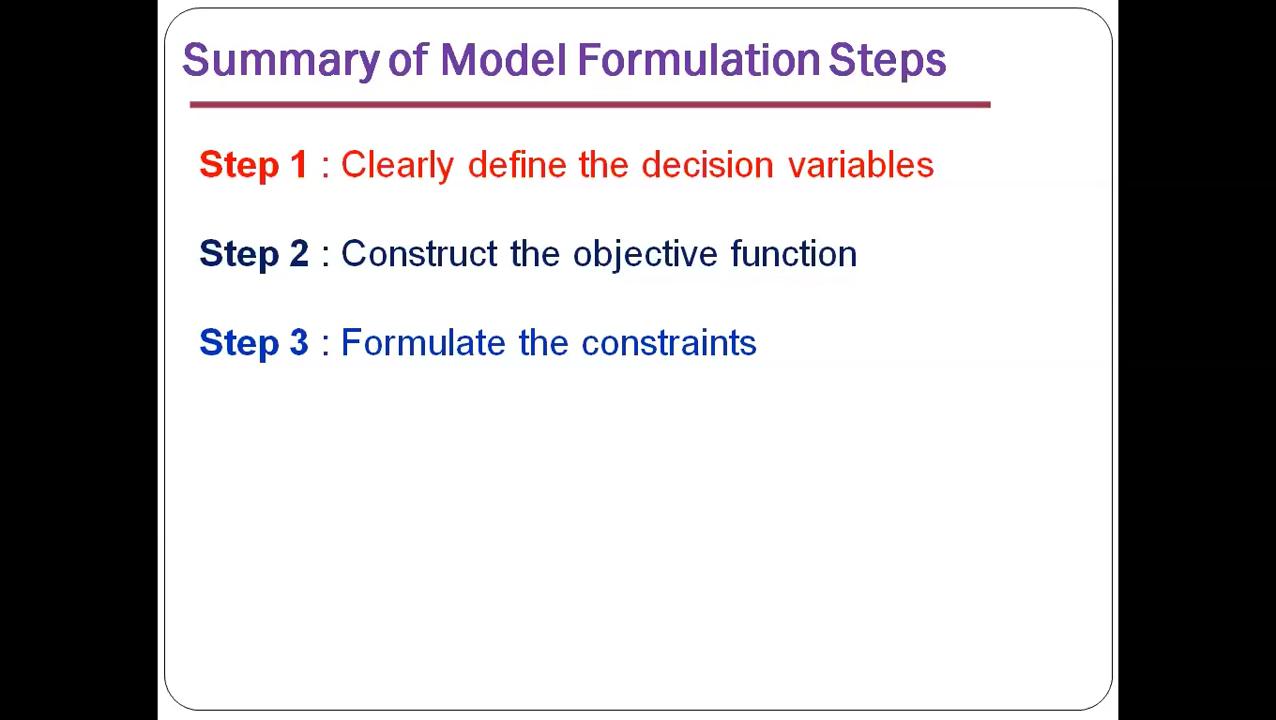 Summary of Model Formulation Steps
Step 1 : Clearly define the decision variables
Step 2 : Construct the objective function
Step 3 : Formulate the constraints